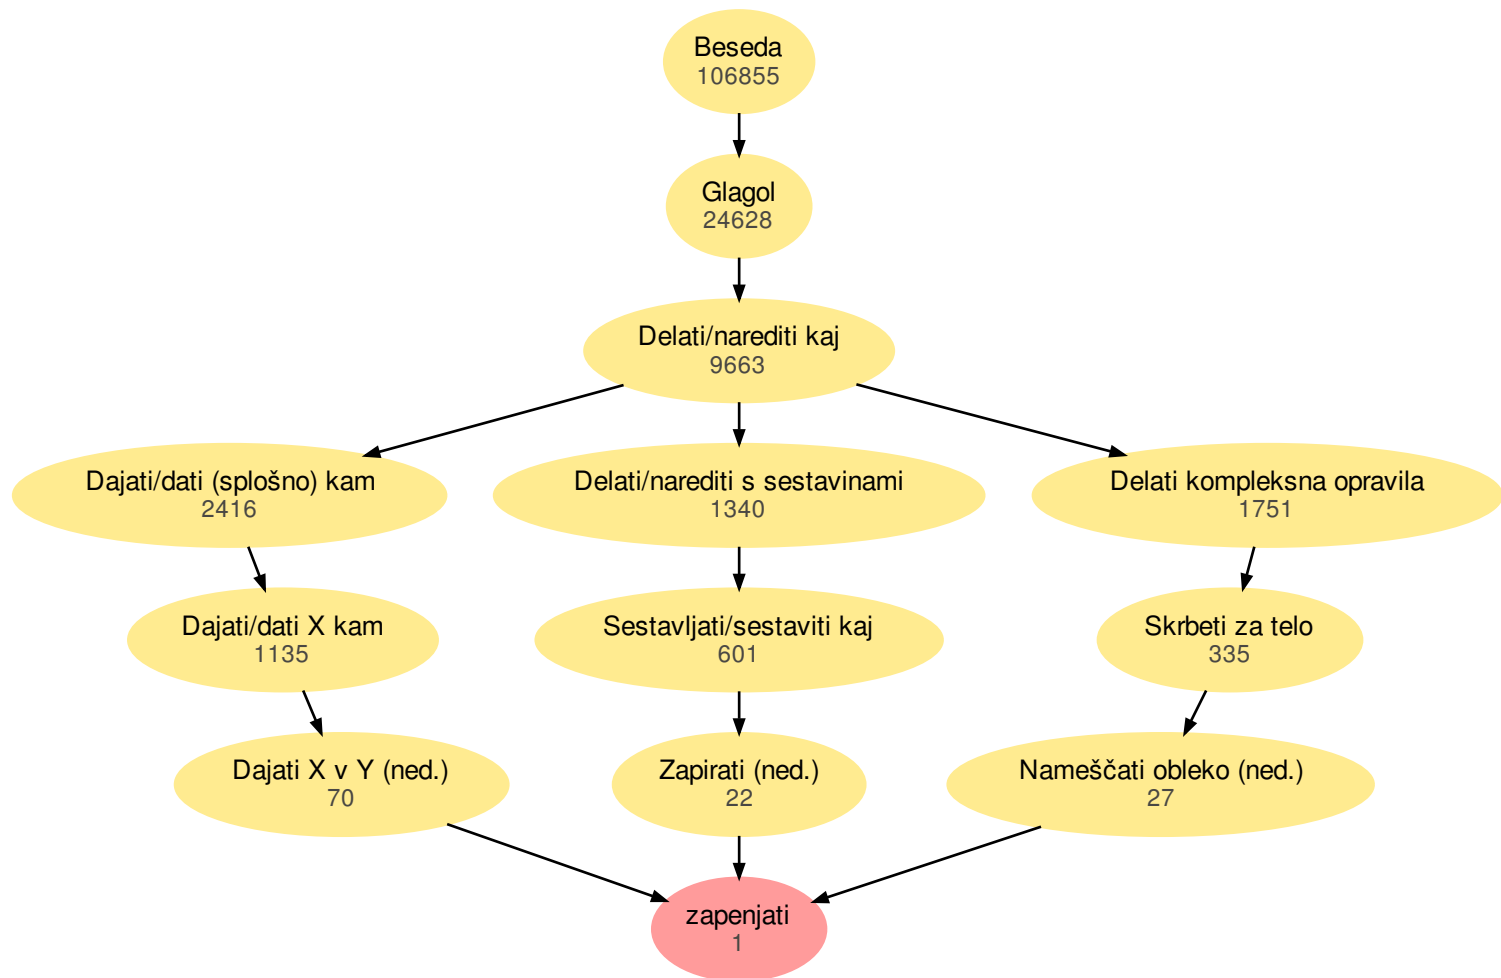 Beseda
106855
Glagol
24628
Delati/narediti kaj
9663
Dajati/dati (splošno) kam
2416
Delati/narediti s sestavinami
1340
Delati kompleksna opravila
1751
Dajati/dati X kam
1135
Sestavljati/sestaviti kaj
601
Skrbeti za telo
335
Dajati X v Y (ned.)
70
Zapirati (ned.)
22
Nameščati obleko (ned.)
27
zapenjati
1